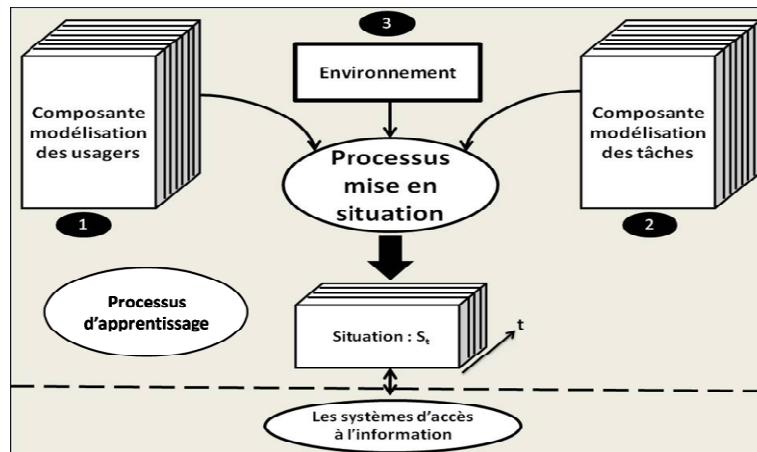 3
Environnement
Composante
modélisation
des usagers
1
Composante
modélisation
des tâches
2
Processus
mise en
situation
Processus
d'apprentissage
Situation : Sₜ
t
Les systèmes d'accès
à l'information